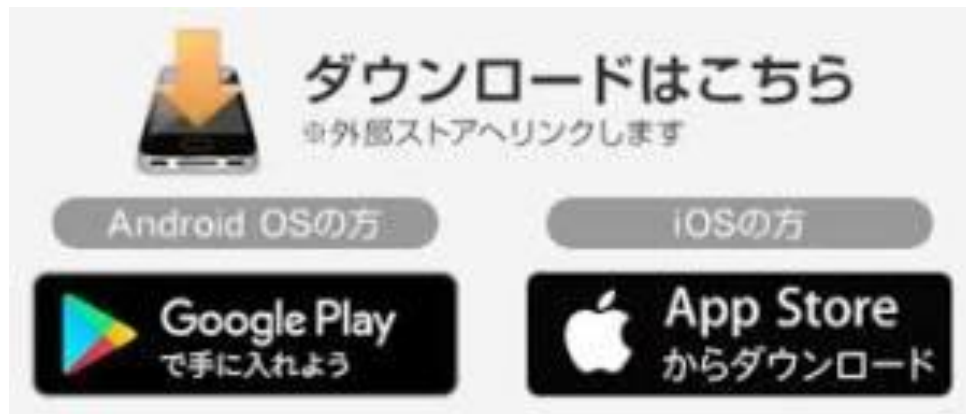 ダウンロードはこちら
※外部ストアへリンクします
Android OSの方
iOSの方
Google Play
で手に入れよう
App Store
からダウンロード